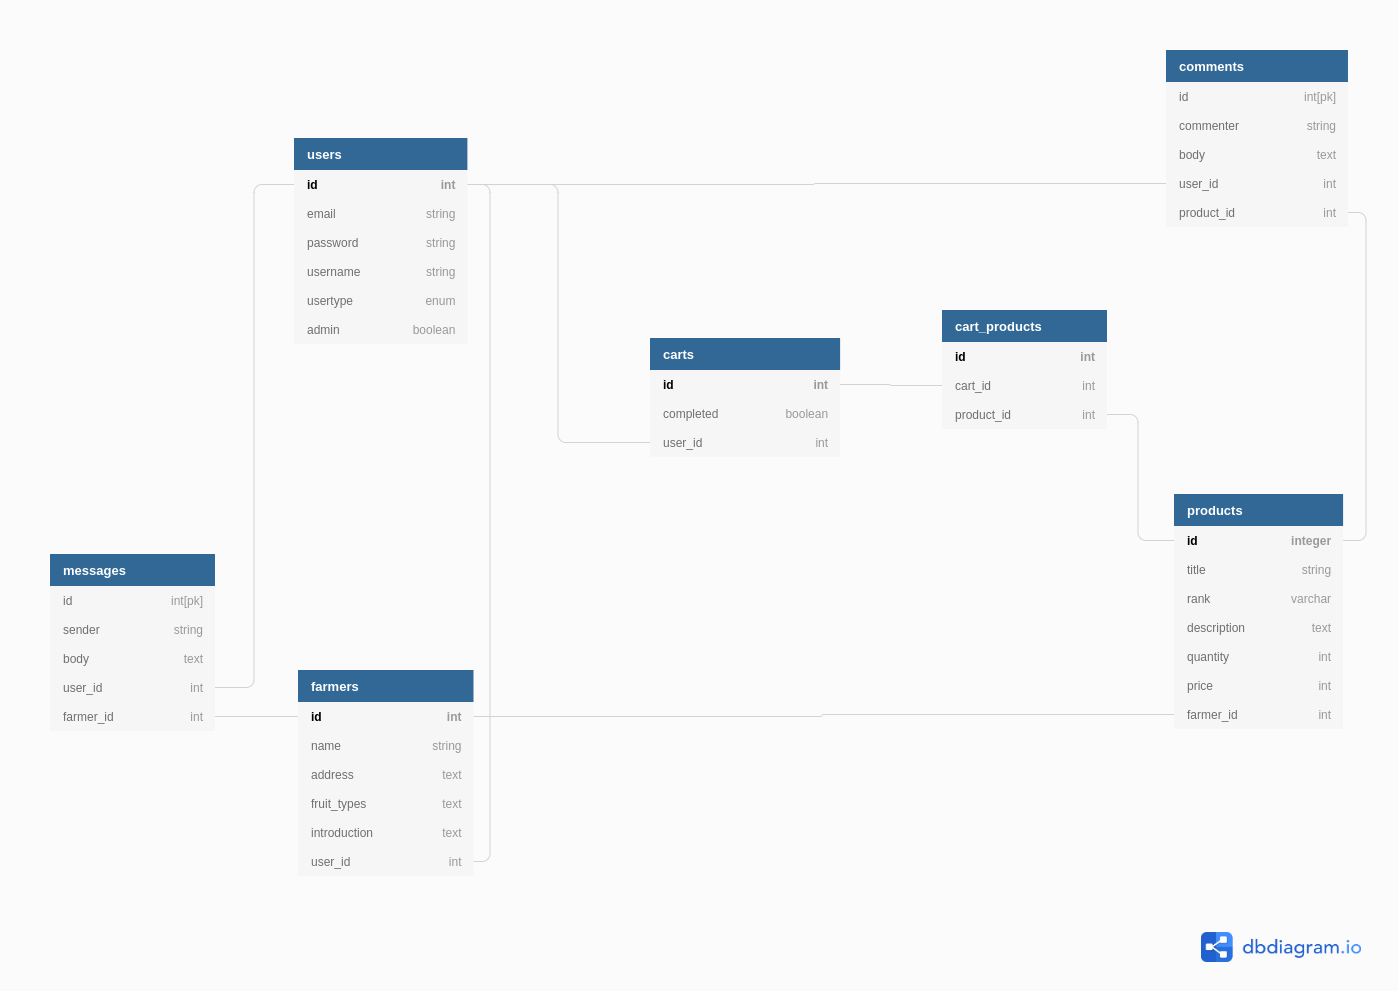 comments
id int[pk]
commenter string
body text
user_id int
product_id int
users
id int
email string
password string
username string
usertype enum
admin boolean
carts
id int
completed boolean
user_id int
cart_products
id int
cart_id int
product_id int
products
id integer
title string
rank varchar
description text
quantity int
price int
farmer_id int
messages
id int[pk]
sender string
body text
user_id int
farmer_id int
farmers
id int
name string
address text
fruit_types text
introduction text
user_id int
dbdiagram.io